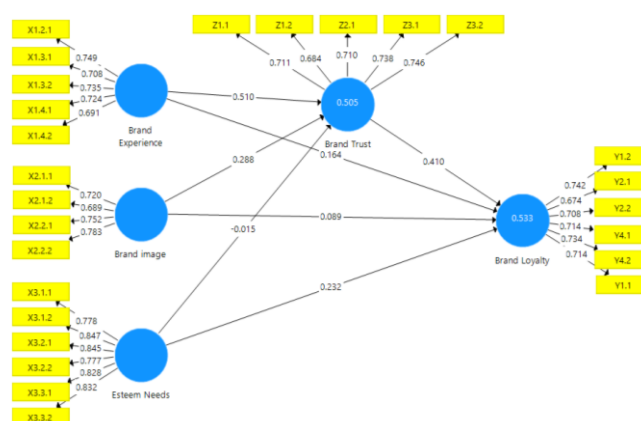 X1.2.1
X1.3.1
X1.3.2
X1.4.1
X1.4.2
0.749
0.708
0.735
0.724
0.691
Brand
Experience
Z1.1
Z1.2
Z2.1
Z3.1
Z3.2
0.711
0.684
0.710
0.738
0.746
0.505
Brand Trust
0.510
0.288
-0.015
0.164
0.410
0.089
0.232
X2.1.1
X2.1.2
X2.2.1
X2.2.2
0.720
0.689
0.752
0.783
Brand image
X3.1.1
X3.1.2
X3.2.1
X3.2.2
X3.3.1
X3.3.2
0.778
0.847
0.845
0.777
0.828
0.832
Esteem Needs
0.533
Brand Loyalty
0.742
0.674
0.708
0.714
0.734
0.714
Y1.2
Y2.1
Y2.2
Y4.1
Y4.2
Y1.1